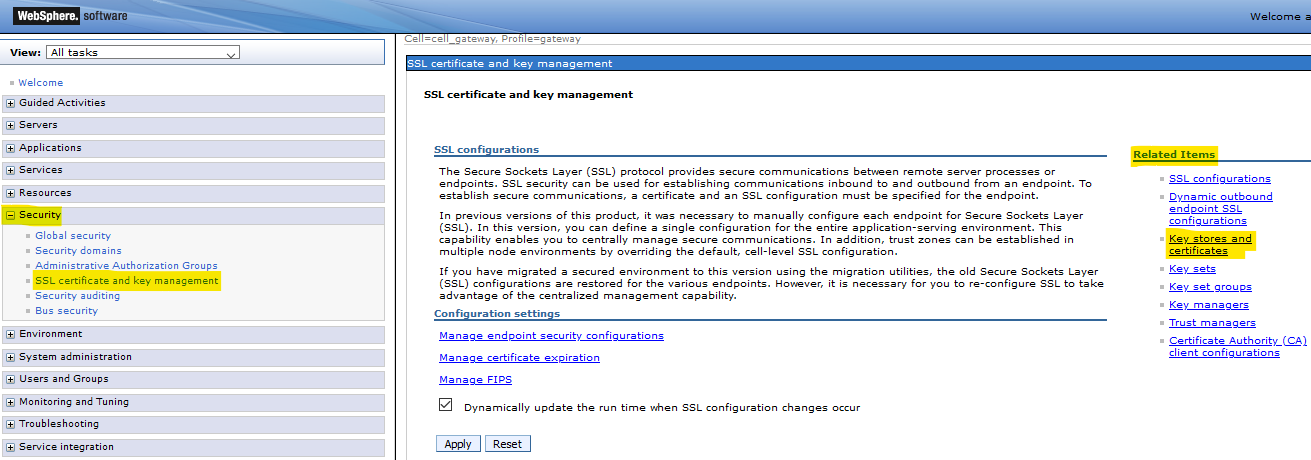 WebSphere. software
Welcome a
View: All tasks
Welcome
Guided Activities
Servers
Applications
Services
Resources
Security
Global security
Security domains
Administrative Authorization Groups
SSL certificate and key management
Security auditing
Bus security
Environment
System administration
Users and Groups
Monitoring and Tuning
Troubleshooting
Service integration
Cell=cell_gateway, Profile=gateway
SSL certificate and key management
SSL certificate and key management
SSL configurations
The Secure Sockets Layer (SSL) protocol provides secure communications between remote server processes or
endpoints. SSL security can be used for establishing communications inbound to and outbound from an endpoint. To
establish secure communications, a certificate and an SSL configuration must be specified for the endpoint.
In previous versions of this product, it was necessary to manually configure each endpoint for Secure Sockets Layer
(SSL). In this version, you can define a single configuration for the entire application-serving environment. This
capability enables you to centrally manage secure communications. In addition, trust zones can be established in
multiple node environments by overriding the default, cell-level SSL configuration.
If you have migrated a secured environment to this version using the migration utilities, the old Secure Sockets Layer
(SSL) configurations are restored for the various endpoints. However, it is necessary for you to re-configure SSL to take
advantage of the centralized management capability.
Configuration settings
Manage endpoint security configurations
Manage certificate expiration
Manage FIPS
Dynamically update the run time when SSL configuration changes occur
Apply Reset
Related Items
SSL configurations
Dynamic outbound
endpoint SSL
configurations
Key stores and
certificates
Key sets
Key set groups
Key managers
Trust managers
Certificate Authority (CA)
client configurations